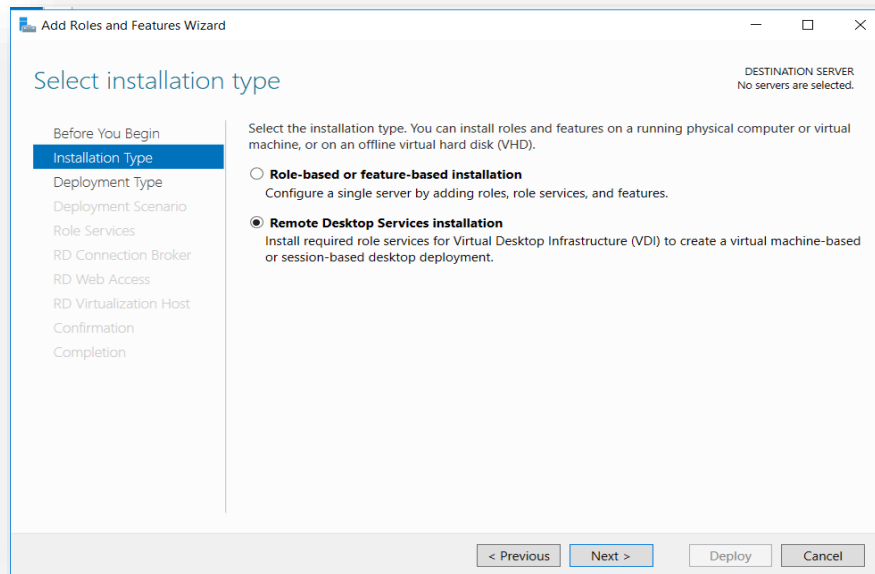 Add Roles and Features Wizard
Select installation type
DESTINATION SERVER
No servers are selected.
Before You Begin
Installation Type
Deployment Type
Deployment Scenario
Role Services
RD Connection Broker
RD Web Access
RD Virtualization Host
Confirmation
Completion
Select the installation type. You can install roles and features on a running physical computer or virtual
machine, or on an offline virtual hard disk (VHD).
Role-based or feature-based installation
Configure a single server by adding roles, role services, and features.
Remote Desktop Services installation
Install required role services for Virtual Desktop Infrastructure (VDI) to create a virtual machine-based
or session-based desktop deployment.
< Previous
Next >
Deploy
Cancel